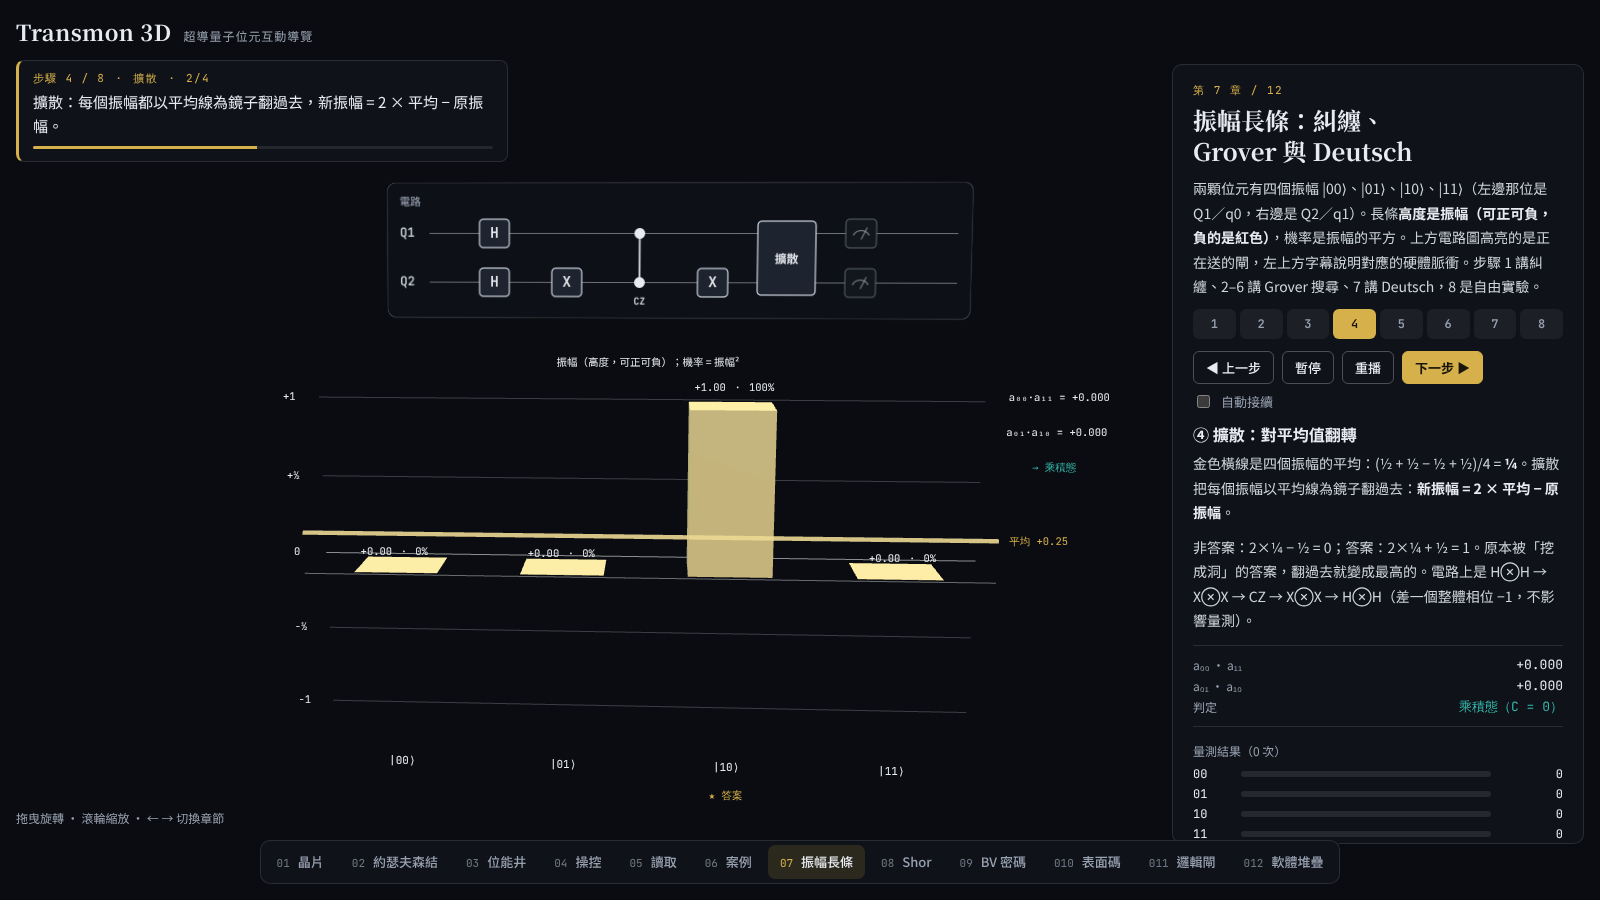 Transmon 3D 超導量子位元互動導覽
步驟 4 / 8 · 擴散 · 2/4
擴散：每個振幅都以平均線為鏡子翻過去，新振幅 = 2 × 平均 − 原振
幅。
電路
Q1 H
Q2 H X X
擴散
CZ
振幅（高度，可正可負）；機率 = 振幅²
+1.00 · 100%
+1
a₀₀·a₁₁ = +0.000
a₀₁·a₁₀ = +0.000
→ 乘積態
+½
平均 +0.25
0
+0.00 · 0%
+0.00 · 0%
+0.00 · 0%
-½
-1
|00⟩
|01⟩
|10⟩
|11⟩
★ 答案
拖曳旋轉 · 滾輪縮放 · ←→ 切換章節
第 7 章 / 12
振幅長條：糾纏、
Grover 與 Deutsch
兩顆位元有四個振幅 |00⟩、|01⟩、|10⟩、|11⟩（左邊那位是
Q1／q0，右邊是 Q2／q1）。長條高度是振幅（可正可負，
負的是紅色），機率是振幅的平方。上方電路圖高亮的是正
在送的閘，左上方字幕說明對應的硬體脈衝。步驟 1 講糾
纏、2–6 講 Grover 搜尋、7 講 Deutsch，8 是自由實驗。
1 2 3 4 5 6 7 8
◀ 上一步 暫停 重播 下一步 ▶
自動接續
④ 擴散：對平均值翻轉
金色橫線是四個振幅的平均：(½ + ½ − ½ + ½)/4 = ¼。擴散
把每個振幅以平均線為鏡子翻過去：新振幅 = 2 × 平均 − 原
振幅。
非答案：2×¼ − ½ = 0；答案：2×¼ + ½ = 1。原本被「挖
成洞」的答案，翻過去就變成最高的。電路上是 H⊗H →
X⊗X → CZ → X⊗X → H⊗H（差一個整體相位 −1，不影
響量測）。
a₀₀ · a₁₁ +0.000
a₀₁ · a₁₀ +0.000
判定 乘積態（C = 0）
量測結果（0 次）
00 0
01 0
10 0
11 0
01 晶片 02 約瑟夫森結 03 位能井 04 操控 05 讀取 06 案例 07 振幅長條 08 Shor 09 BV 密碼 010 表面碼 011 邏輯閘 012 軟體堆疊